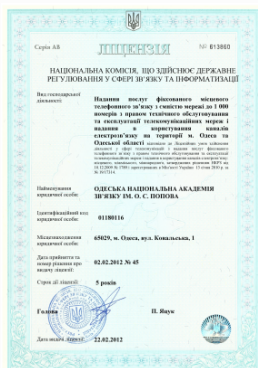 Серія АВ
№ 613860
ЛІЦЕНЗІЯ
НАЦІОНАЛЬНА КОМІСІЯ, ЩО ЗДІЙСНЮЄ ДЕРЖАВНЕ
РЕГУЛЮВАННЯ У СФЕРІ ЗВ'ЯЗКУ ТА ІНФОРМАТИЗАЦІЇ
Вид господарської діяльності
Надання послуг фіксованого місцевого
телефонного зв'язку з ємністю мережі до 1 000
номерів з правом технічного обслуговування
та експлуатації телекомунікаційних мереж і
надання в користування каналів
електрозв'язку на території м. Одеса та
Одеської області
Найменування юридичної особи:
ОДЕСЬКА НАЦІОНАЛЬНА АКАДЕМІЯ
ЗВ'ЯЗКУ ІМ. О. С. ПОПОВА
Ідентифікаційний код юридичної особи:
01180116
Місцезнаходження юридичної особи:
65029, м. Одеса, вул. Ковальська, 1
Дата прийняття та номер рішення про видачу ліцензії:
02.02.2012 № 45
Строк дії ліцензії:
5 років
Голова
П. Яцук
Дата видачі ліцензії
22.02.2012